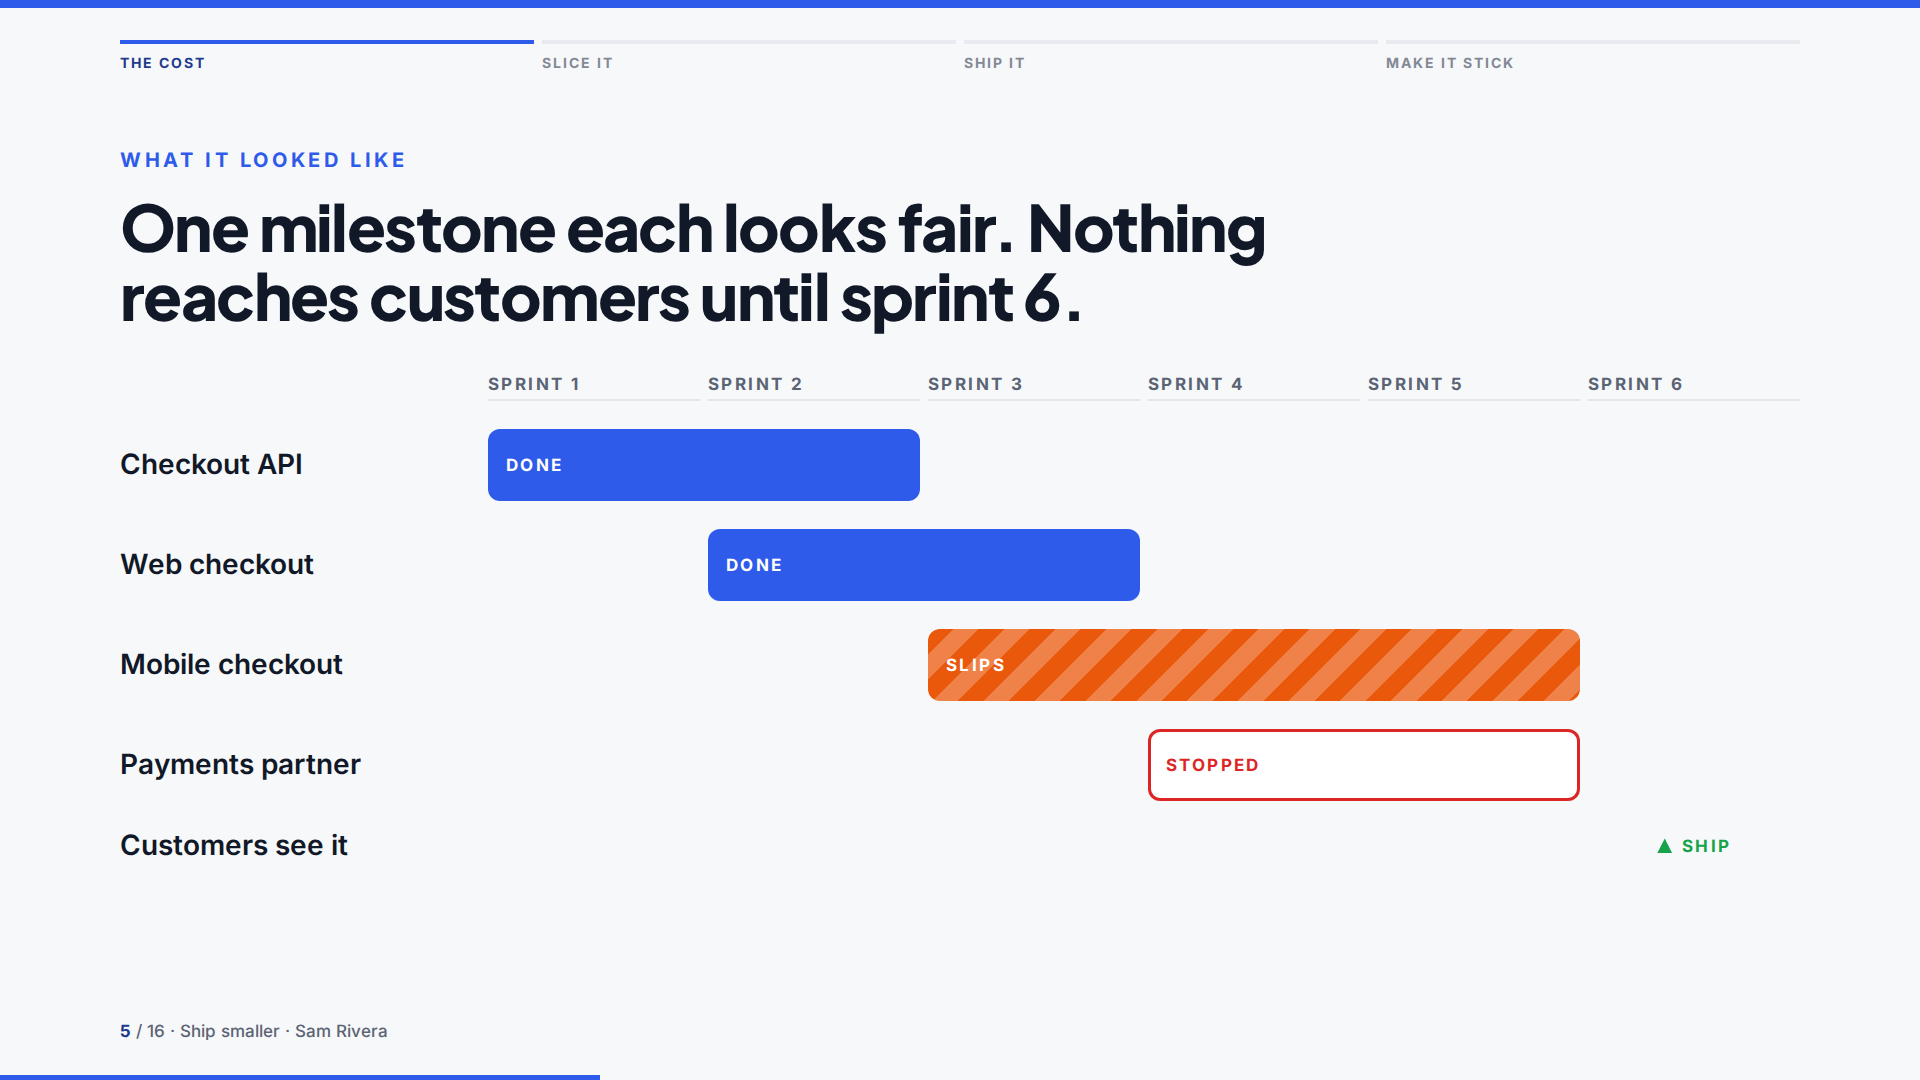 THE COST
SLICE IT
SHIP IT
MAKE IT STICK
WHAT IT LOOKED LIKE
One milestone each looks fair. Nothing
reaches customers until sprint 6.
SPRINT 1
SPRINT 2
SPRINT 3
SPRINT 4
SPRINT 5
SPRINT 6
Checkout API
DONE
Web checkout
DONE
Mobile checkout
SLIPS
Payments partner
STOPPED
Customers see it
▲ SHIP
5 / 16 · Ship smaller · Sam Rivera